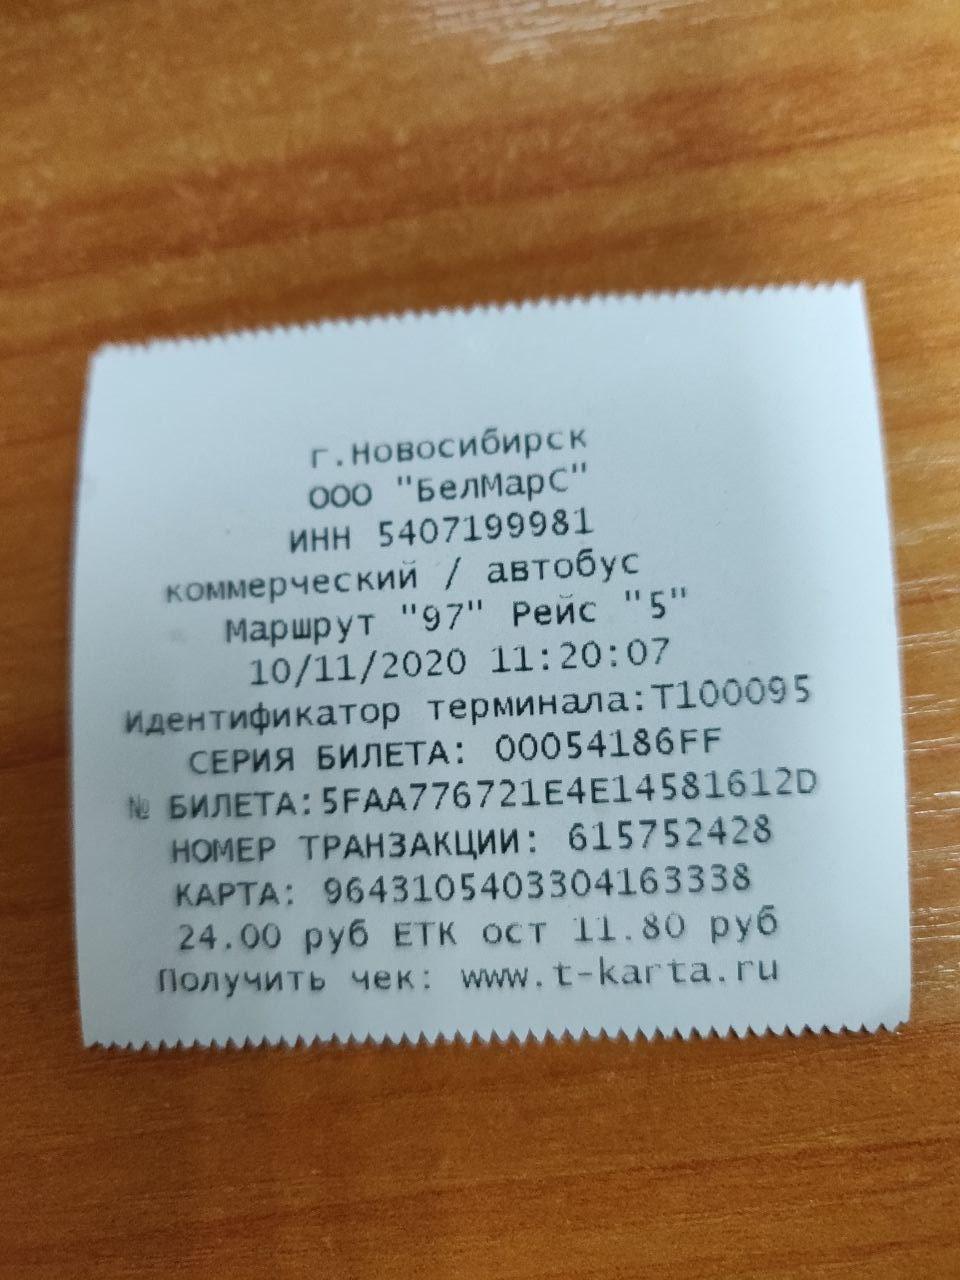 г.Новосибирск
ООО "БелМарС"
ИНН 5407199981
коммерческий / автобус
Маршрут "97" Рейс "5"
10/11/2020 11:20:07
Идентификатор терминала:T100095
СЕРИЯ БИЛЕТА: 00054186FF
№ БИЛЕТА:5FAA776721E4E14581612D
НОМЕР ТРАНЗАКЦИИ: 615752428
КАРТА: 9643105403304163338
24.00 руб ЕТК ост 11.80 руб
Получить чек: www.t-karta.ru